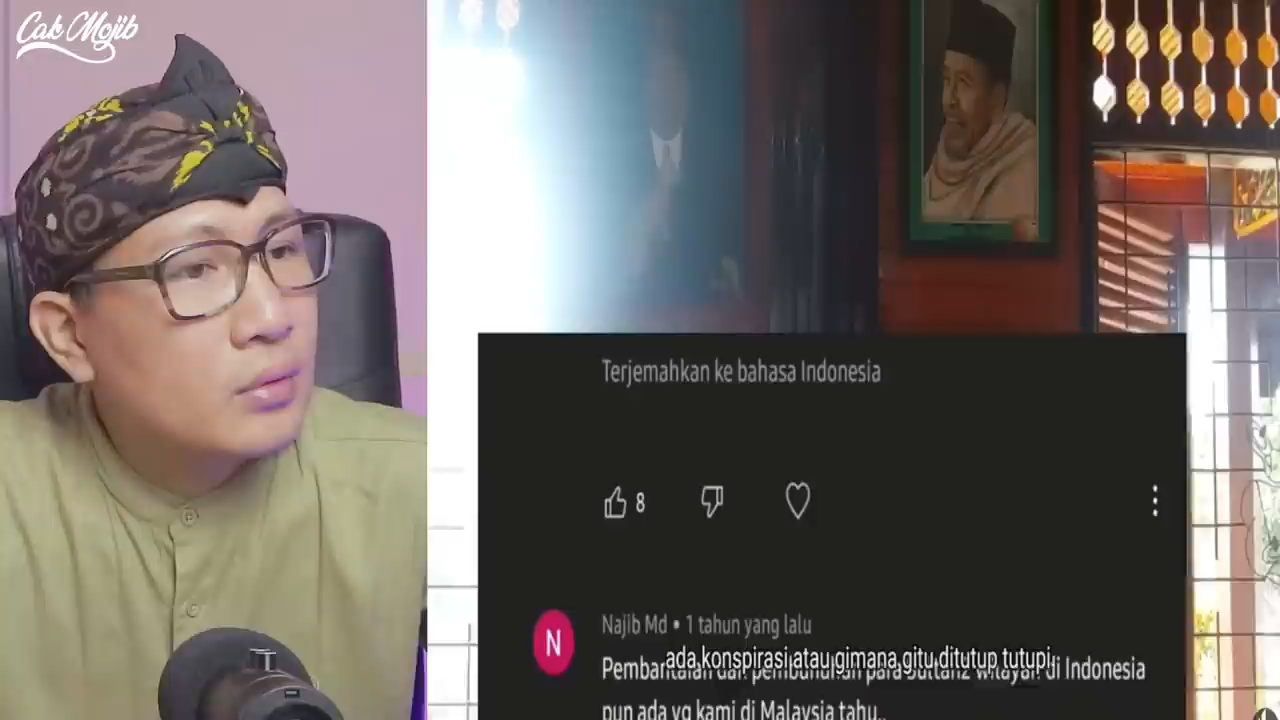 Cak Mojib
Terjemahkan ke bahasa Indonesia
8
N
Najib Md • 1 tahun yang lalu
ada konspirasi atau gimana gitu ditutup tutupi
Pembantaian dan pembunuhan para Sultan2 wilayah di Indonesia
pun ada yg kami di Malaysia tahu..